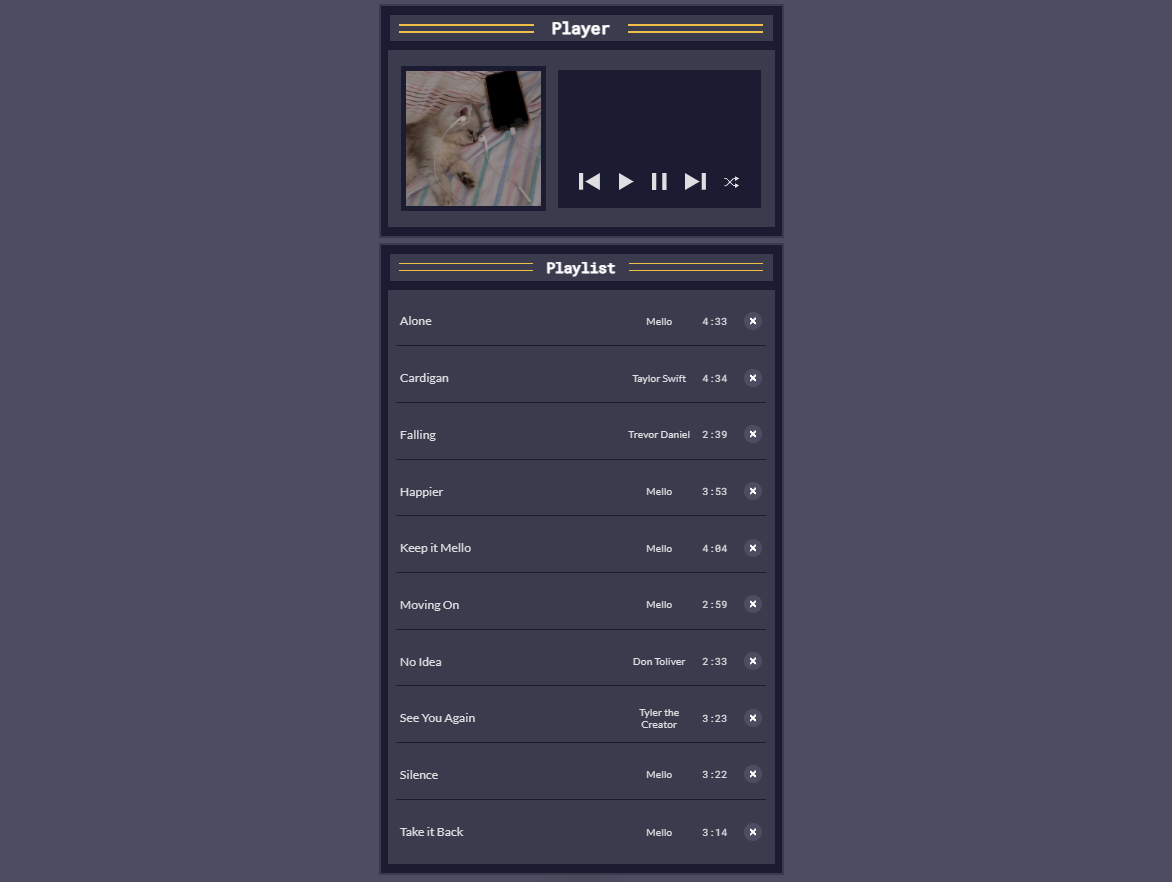 Player
Playlist
Alone Mello 4:33
Cardigan Taylor Swift 4:34
Falling Trevor Daniel 2:39
Happier Mello 3:53
Keep it Mello Mello 4:04
Moving On Mello 2:59
No Idea Don Toliver 2:33
See You Again Tyler the Creator 3:23
Silence Mello 3:22
Take it Back Mello 3:14